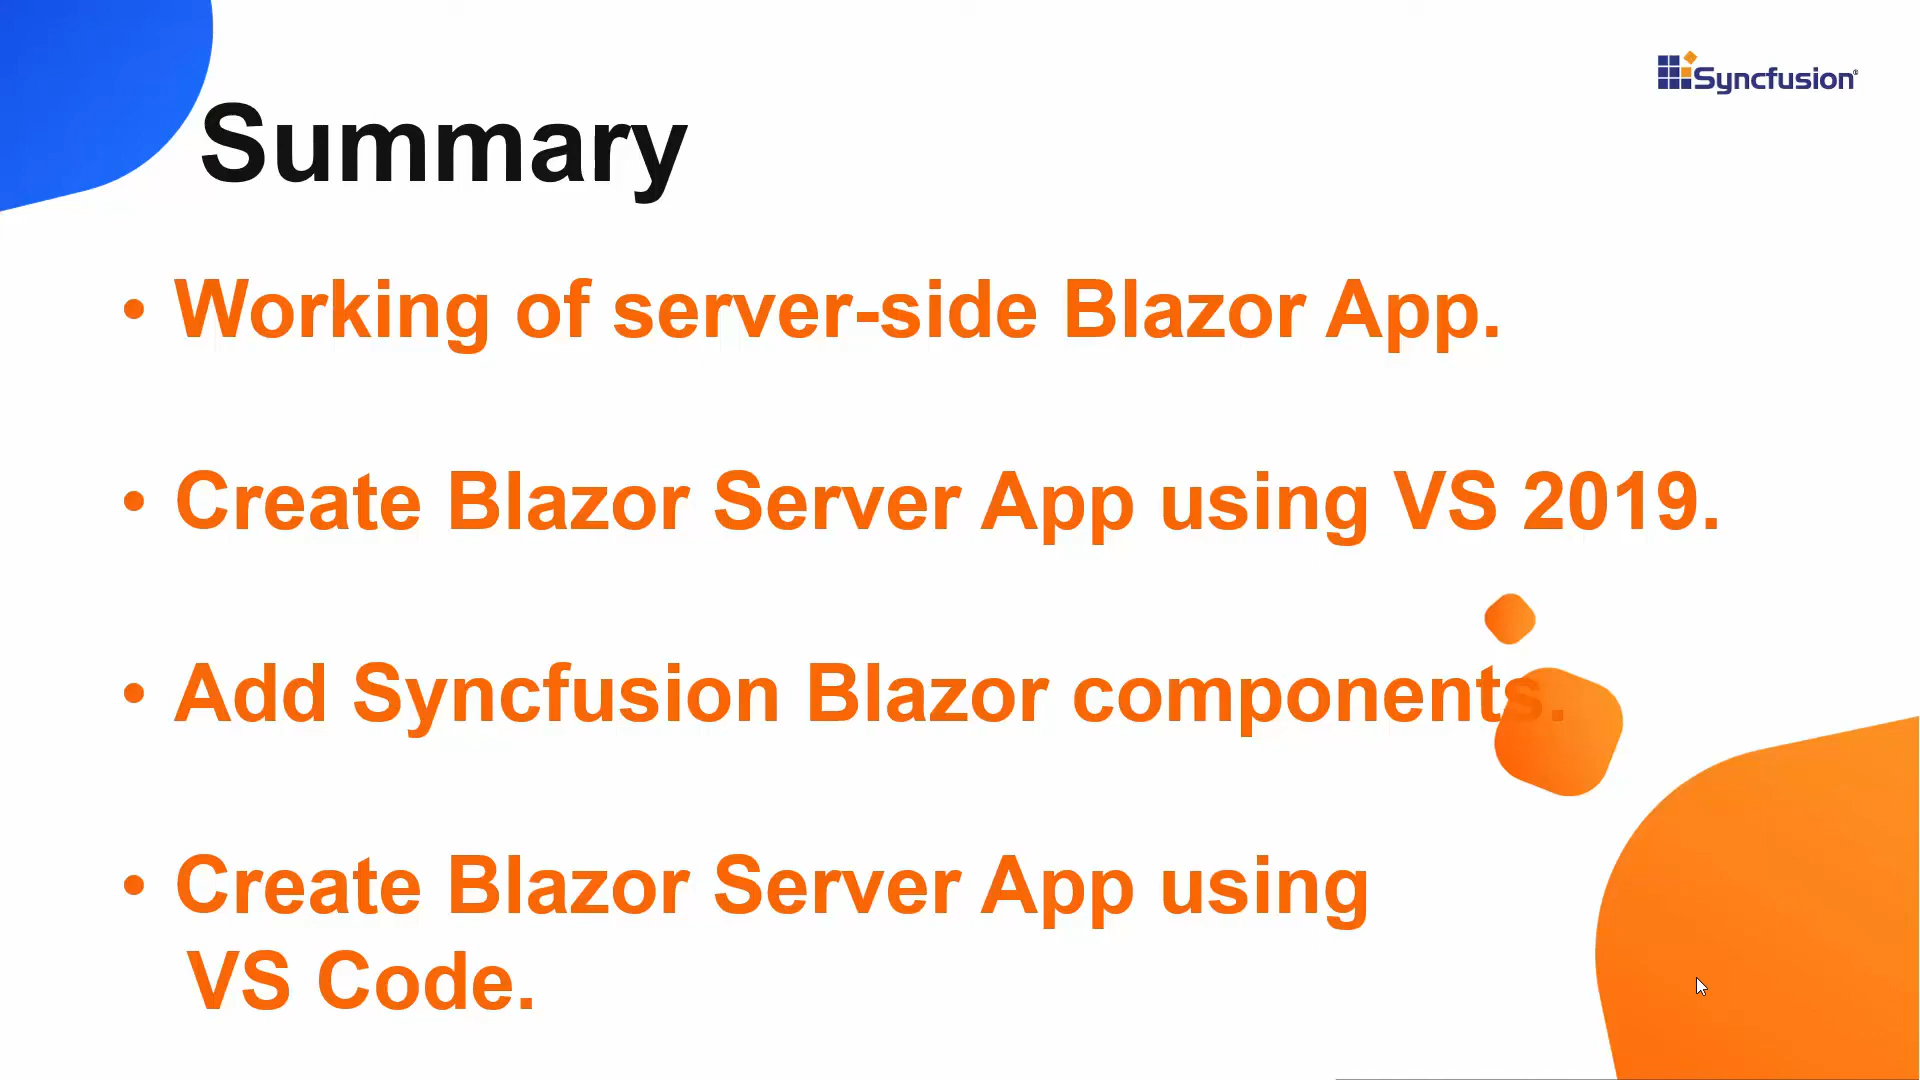 Syncfusion®
Summary
• Working of server-side Blazor App.
• Create Blazor Server App using VS 2019.
• Add Syncfusion Blazor components.
• Create Blazor Server App using
VS Code.